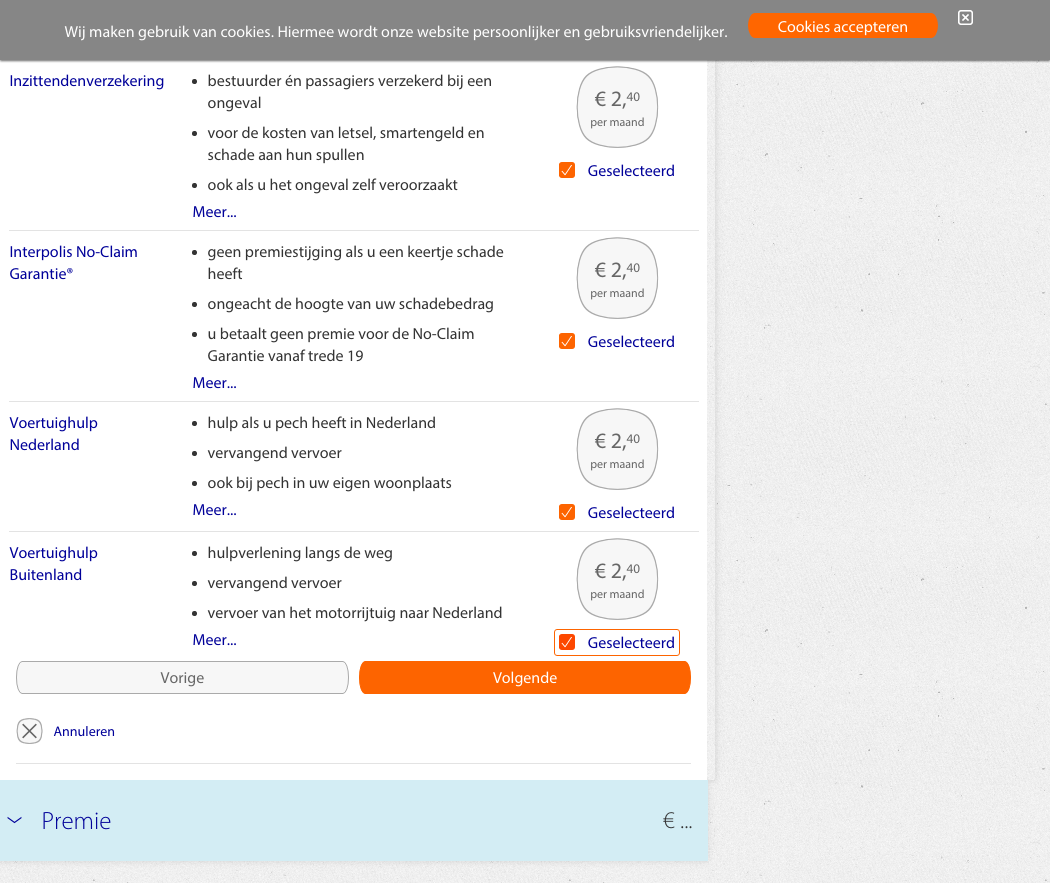 Wij maken gebruik van cookies. Hiermee wordt onze website persoonlijker en gebruiksvriendelijker.
Cookies accepteren
Inzittendenverzekering
bestuurder én passagiers verzekerd bij een
ongeval
voor de kosten van letsel, smartengeld en
schade aan hun spullen
ook als u het ongeval zelf veroorzaakt
Meer...
€ 2,40
per maand
Geselecteerd
Interpolis No-Claim
Garantie®
geen premiestijging als u een keertje schade
heeft
ongeacht de hoogte van uw schadebedrag
u betaalt geen premie voor de No-Claim
Garantie vanaf trede 19
Meer...
€ 2,40
per maand
Geselecteerd
Voertuighulp
Nederland
hulp als u pech heeft in Nederland
vervangend vervoer
ook bij pech in uw eigen woonplaats
Meer...
€ 2,40
per maand
Geselecteerd
Voertuighulp
Buitenland
hulpverlening langs de weg
vervangend vervoer
vervoer van het motorrijtuig naar Nederland
Meer...
€ 2,40
per maand
Geselecteerd
Vorige
Volgende
Annuleren
Premie
€ ...